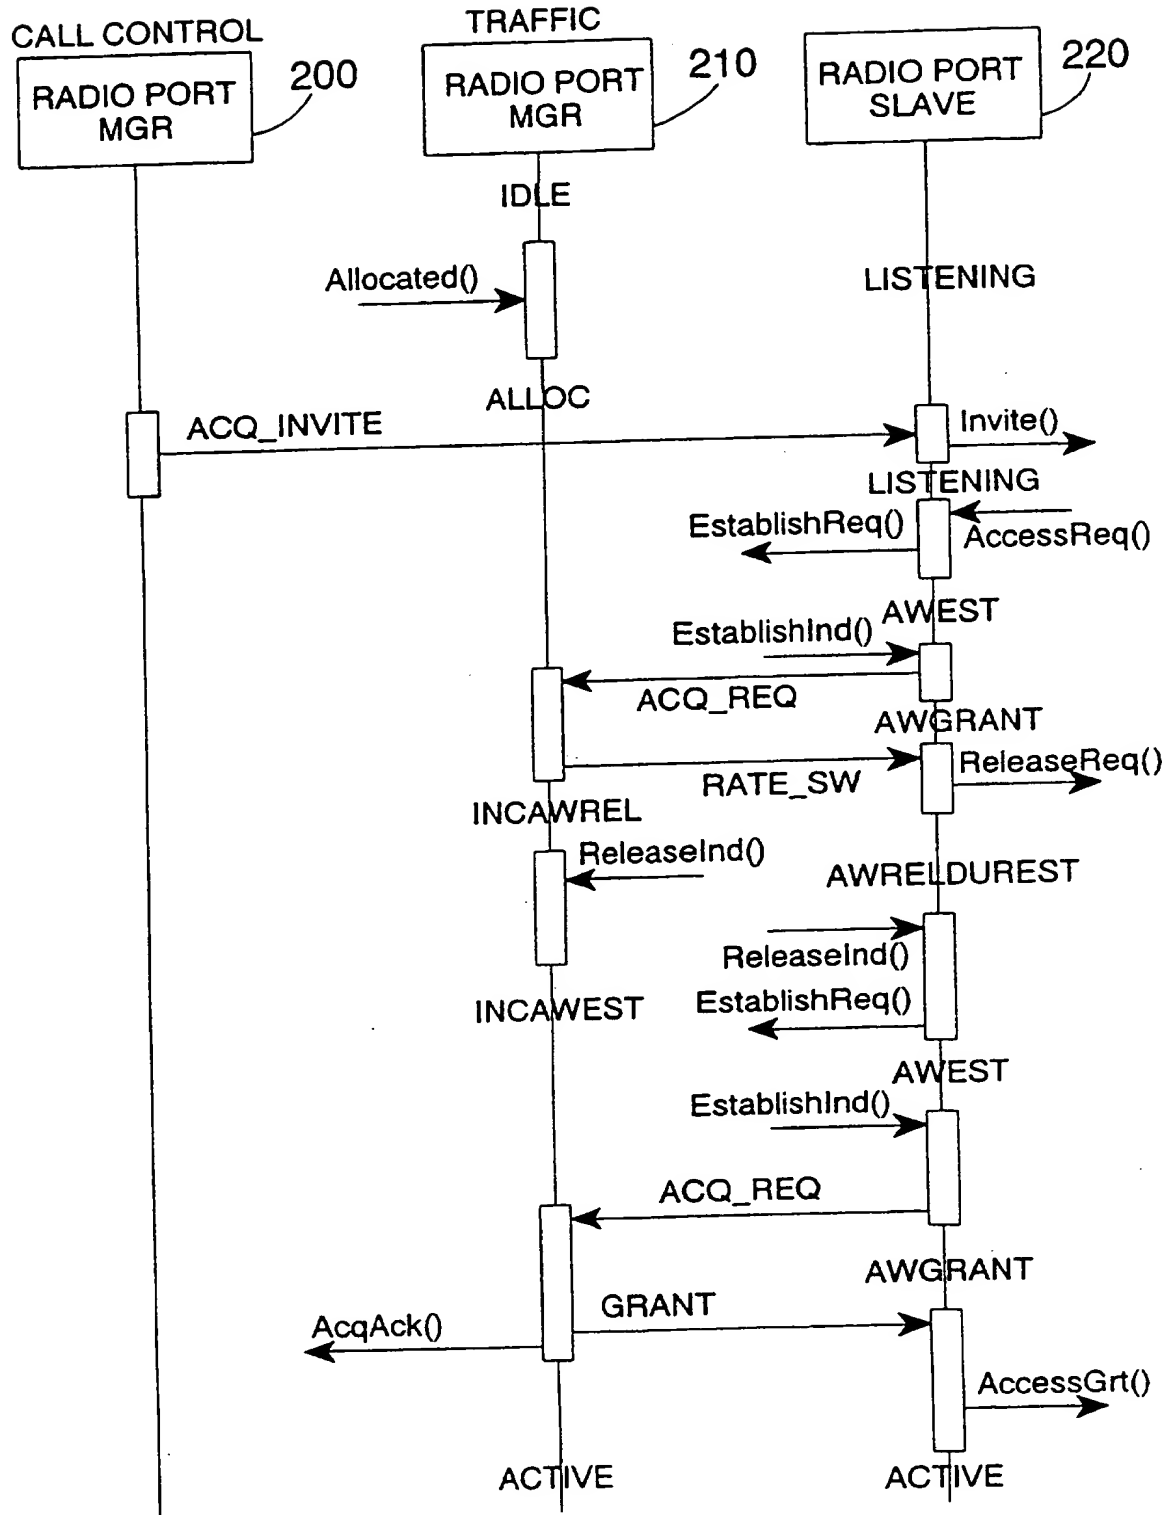 CALL CONTROL
TRAFFIC
RADIO PORT
MGR
200
RADIO PORT
MGR
210
RADIO PORT
SLAVE
220
IDLE
Allocated()
LISTENING
ALLOC
ACQ_INVITE
Invite()
LISTENING
EstablishReq()
AccessReq()
AWEST
EstablishInd()
ACQ_REQ
AWGRANT
RATE_SW
ReleaseReq()
INCAWREL
ReleaseInd()
AWRELDUREST
ReleaseInd()
EstablishReq()
INCAWEST
AWEST
EstablishInd()
ACQ_REQ
AWGRANT
GRANT
AcqAck()
AccessGrt()
ACTIVE
ACTIVE